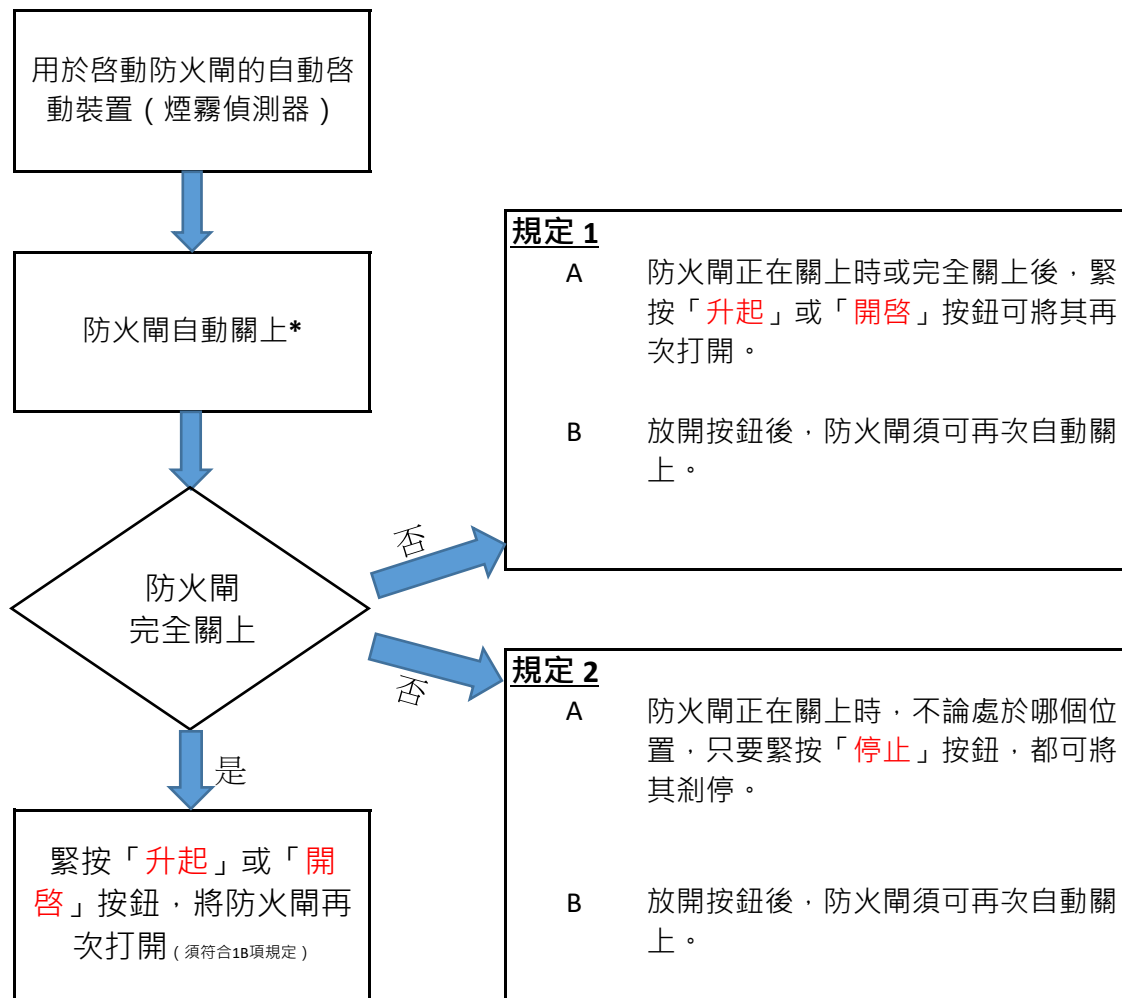 用於啓動防火閘的自動啓
動裝置（煙霧偵測器）
防火閘自動關上*
防火閘
完全關上
否
否
是
緊按「升起」或「開
啓」按鈕，將防火閘再
次打開（須符合1B項規定）
規定 1
A 防火閘正在關上時或完全關上後，緊
按「升起」或「開啓」按鈕可將其再
次打開。
B 放開按鈕後，防火閘須可再次自動關
上。
規定 2
A 防火閘正在關上時，不論處於哪個位
置，只要緊按「停止」按鈕，都可將
其剎停。
B 放開按鈕後，防火閘須可再次自動關
上。